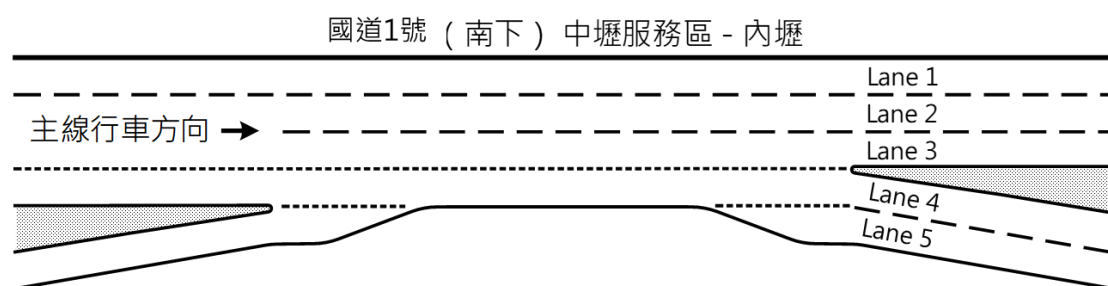 國道1號 (南下) 中壢服務區 - 內壢
Lane 1
主線行車方向
Lane 2
Lane 3
Lane 4
Lane 5